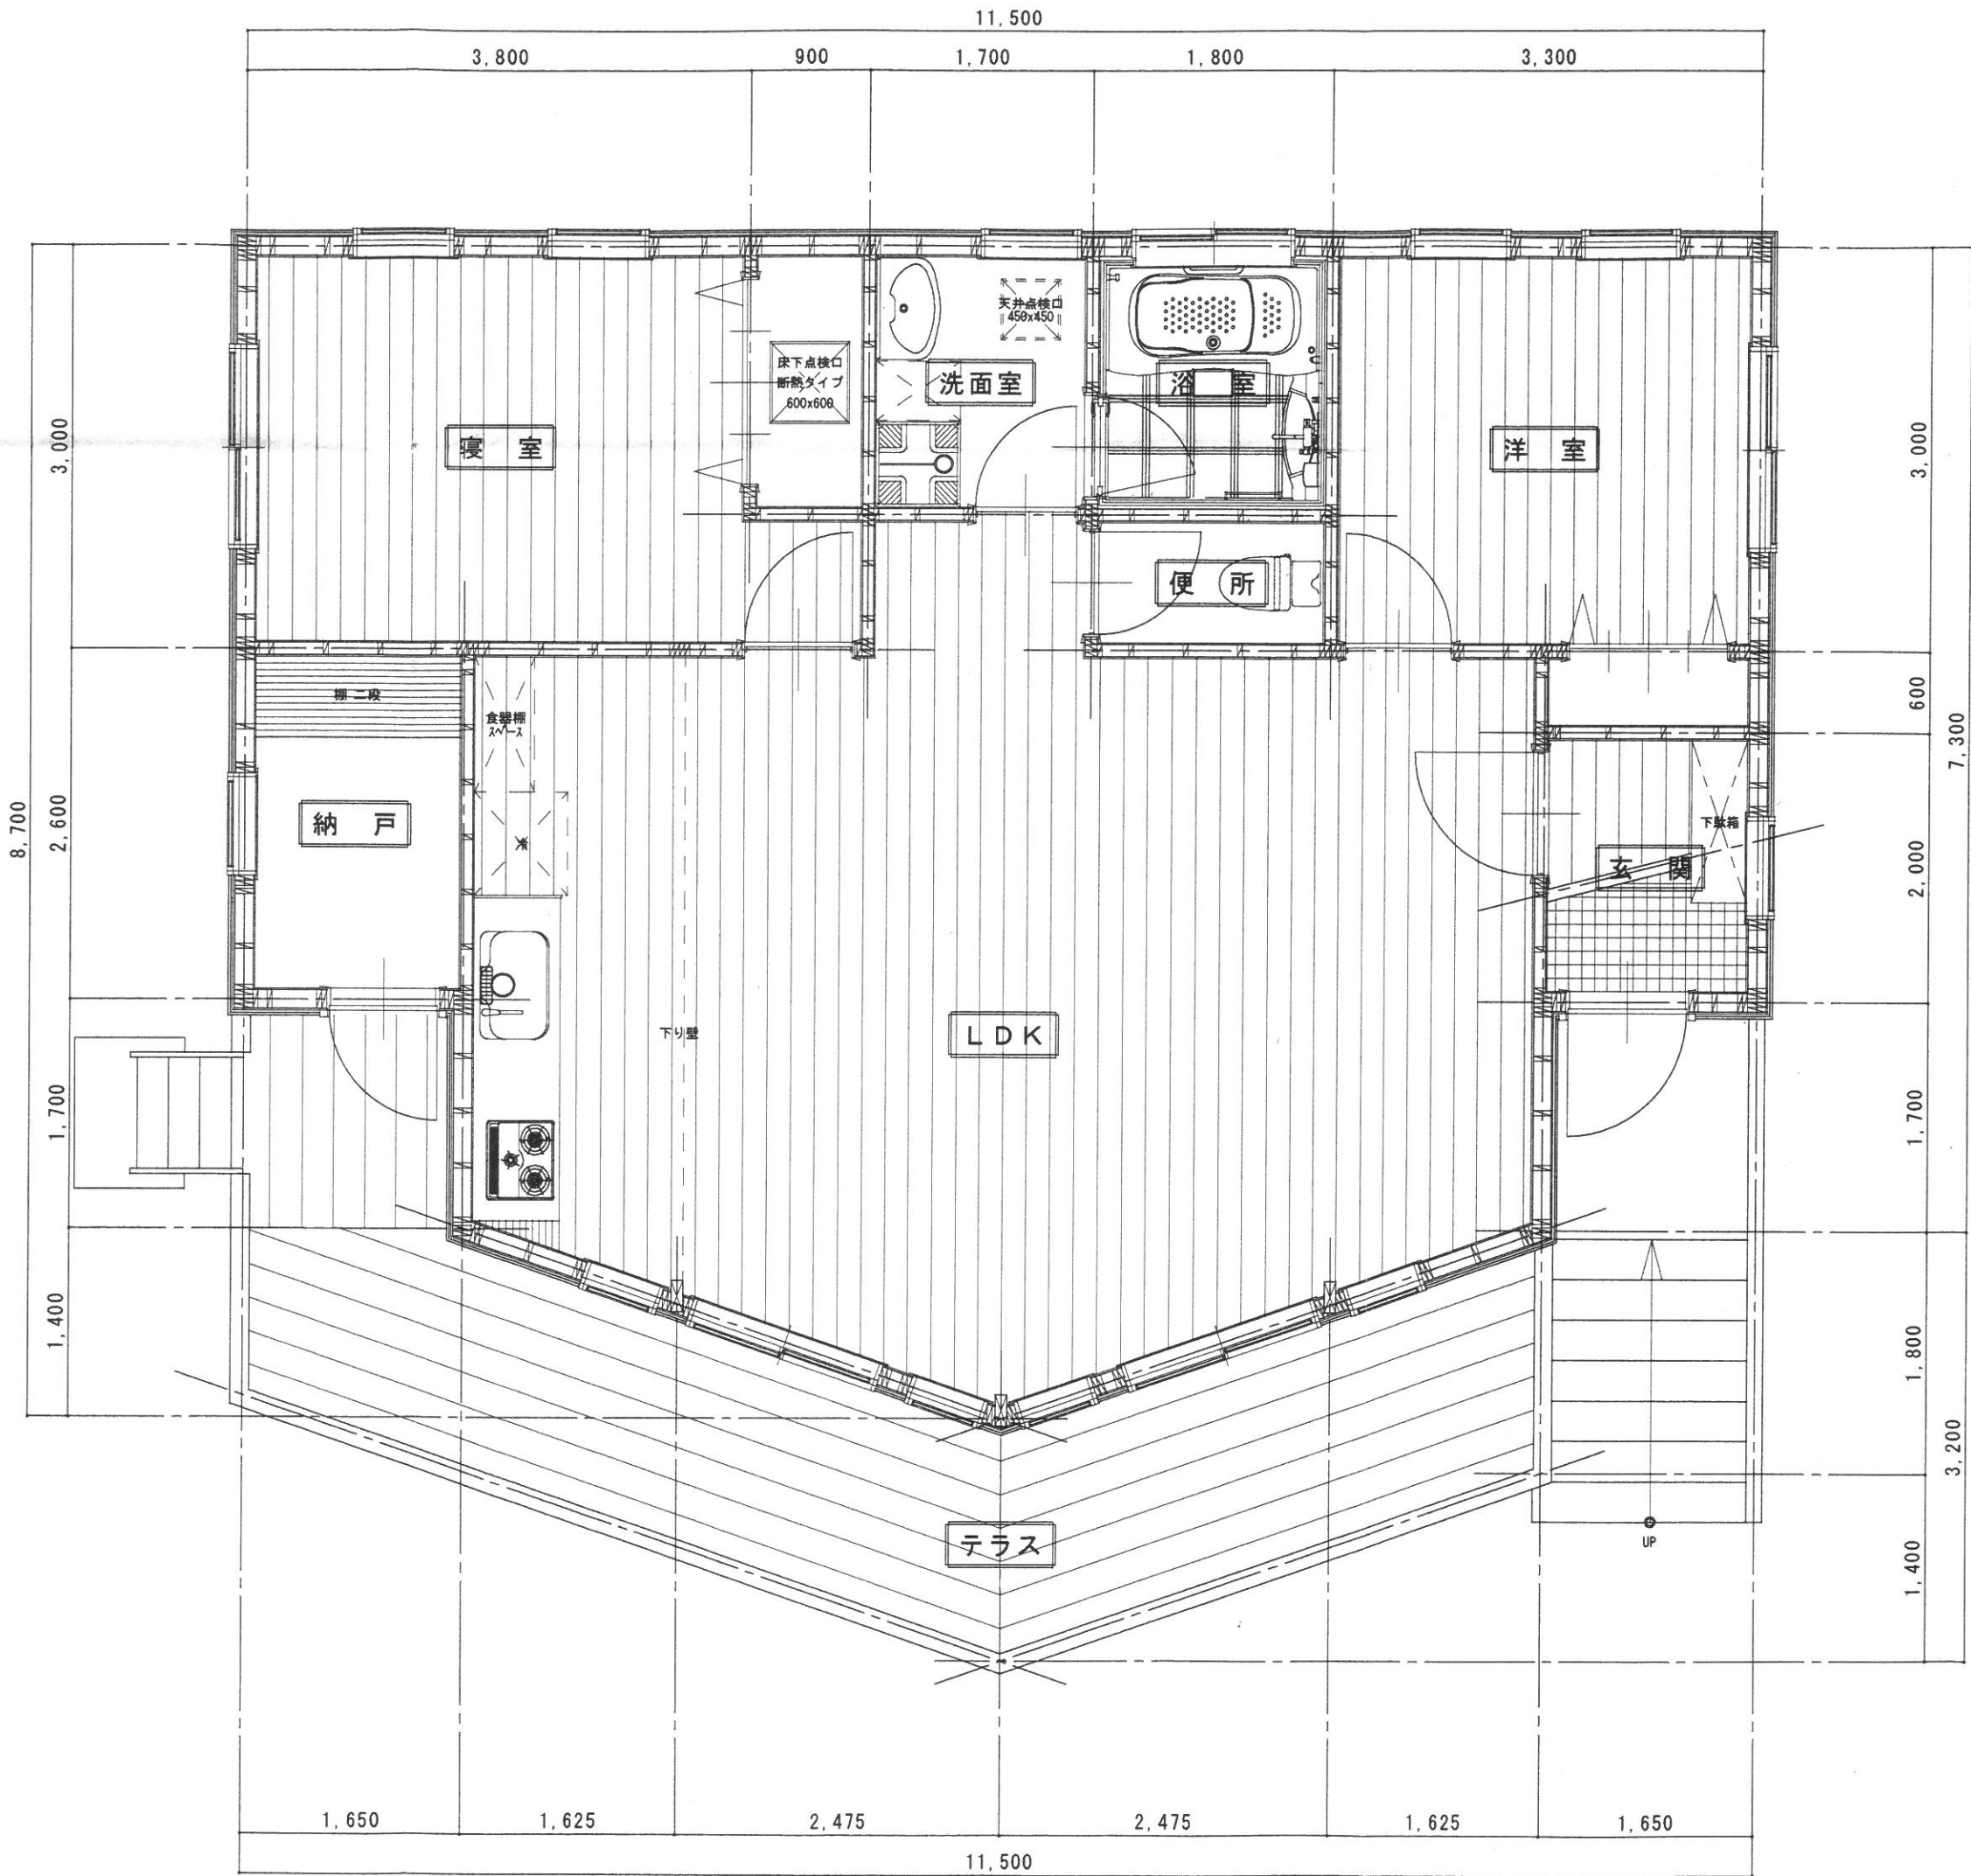 11,500
3,800 900 1,700 1,800 3,300
天井点検口
450x450
床下点検口
断熱タイプ
600x600
洗面室
浴室
寝室
洋室
3,000
3,000
便所
棚 二段
食器棚
スペース
600
7,300
納戸
下駄箱
玄関
8,700
2,600
2,000
下り壁
LDK
1,700
1,700
1,400
1,800
3,200
テラス
UP
1,400
1,650 1,625 2,475 2,475 1,625 1,650
11,500